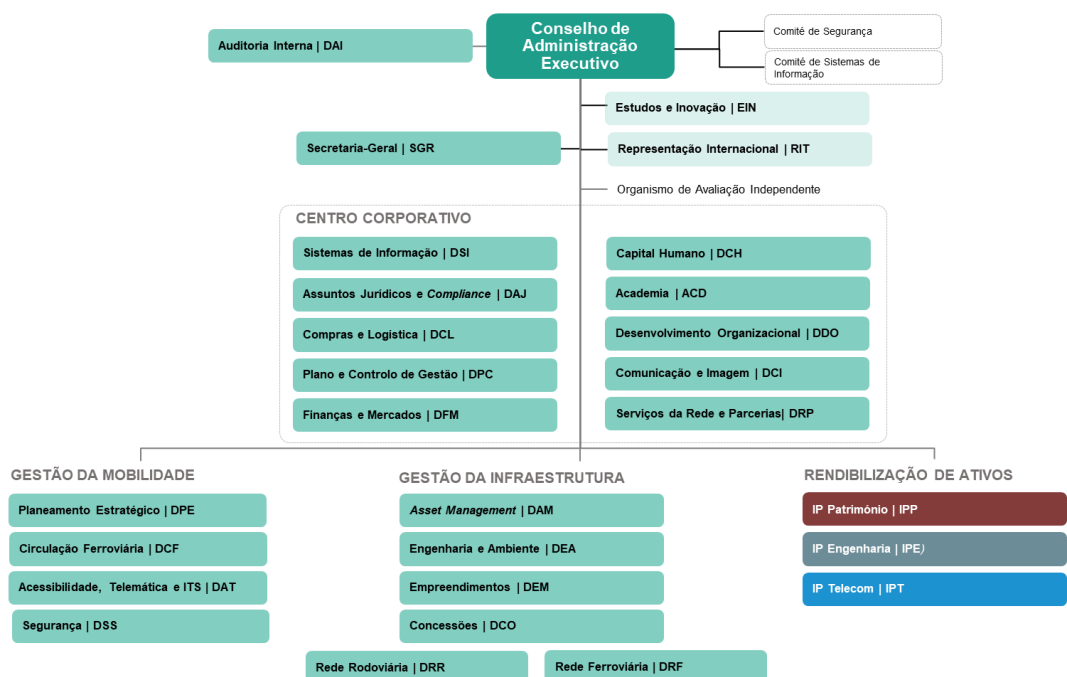 Conselho de
Administração
Executivo
Auditoria Interna | DAI
Comité de Segurança
Comité de Sistemas de
Informação
Estudos e Inovação | EIN
Secretaria-Geral | SGR
Representação Internacional | RIT
Organismo de Avaliação Independente
CENTRO CORPORATIVO
Sistemas de Informação | DSI
Assuntos Jurídicos e Compliance | DAJ
Compras e Logística | DCL
Plano e Controlo de Gestão | DPC
Finanças e Mercados | DFM
Capital Humano | DCH
Academia | ACD
Desenvolvimento Organizacional | DDO
Comunicação e Imagem | DCI
Serviços da Rede e Parcerias| DRP
GESTÃO DA MOBILIDADE
Planeamento Estratégico | DPE
Circulação Ferroviária | DCF
Acessibilidade, Telemática e ITS | DAT
Segurança | DSS
GESTÃO DA INFRAESTRUTURA
Asset Management | DAM
Engenharia e Ambiente | DEA
Empreendimentos | DEM
Concessões | DCO
Rede Rodoviária | DRR
Rede Ferroviária | DRF
RENDIBILIZAÇÃO DE ATIVOS
IP Património | IPP
IP Engenharia | IPE)
IP Telecom | IPT